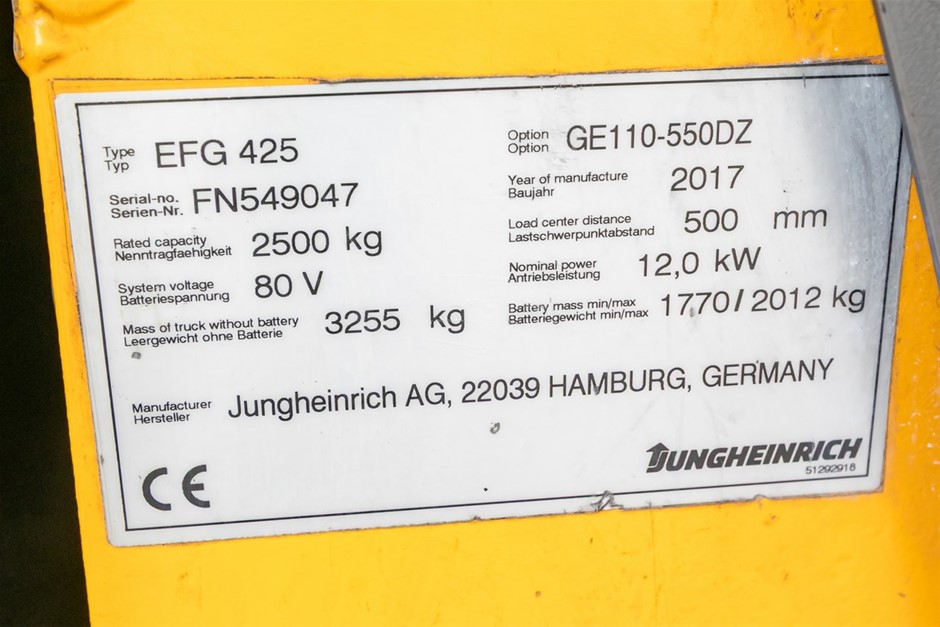 Type
Typ EFG 425
Option
Option GE110-550DZ
Serial-no.
Serien-Nr. FN549047
Year of manufacture
Baujahr 2017
Rated capacity
Nenntragfaehigkeit 2500 kg
Load center distance
Lastschwerpunktabstand 500 mm
System voltage
Batteriespannung 80 V
Nominal power
Antriebsleistung 12,0 kW
Mass of truck without battery
Leergewicht ohne Batterie 3255 kg
Battery mass min/max
Batteriegewicht min/max 1770/2012 kg
Manufacturer
Hersteller Jungheinrich AG, 22039 HAMBURG, GERMANY
CE
JUNGHEINRICH
51292918